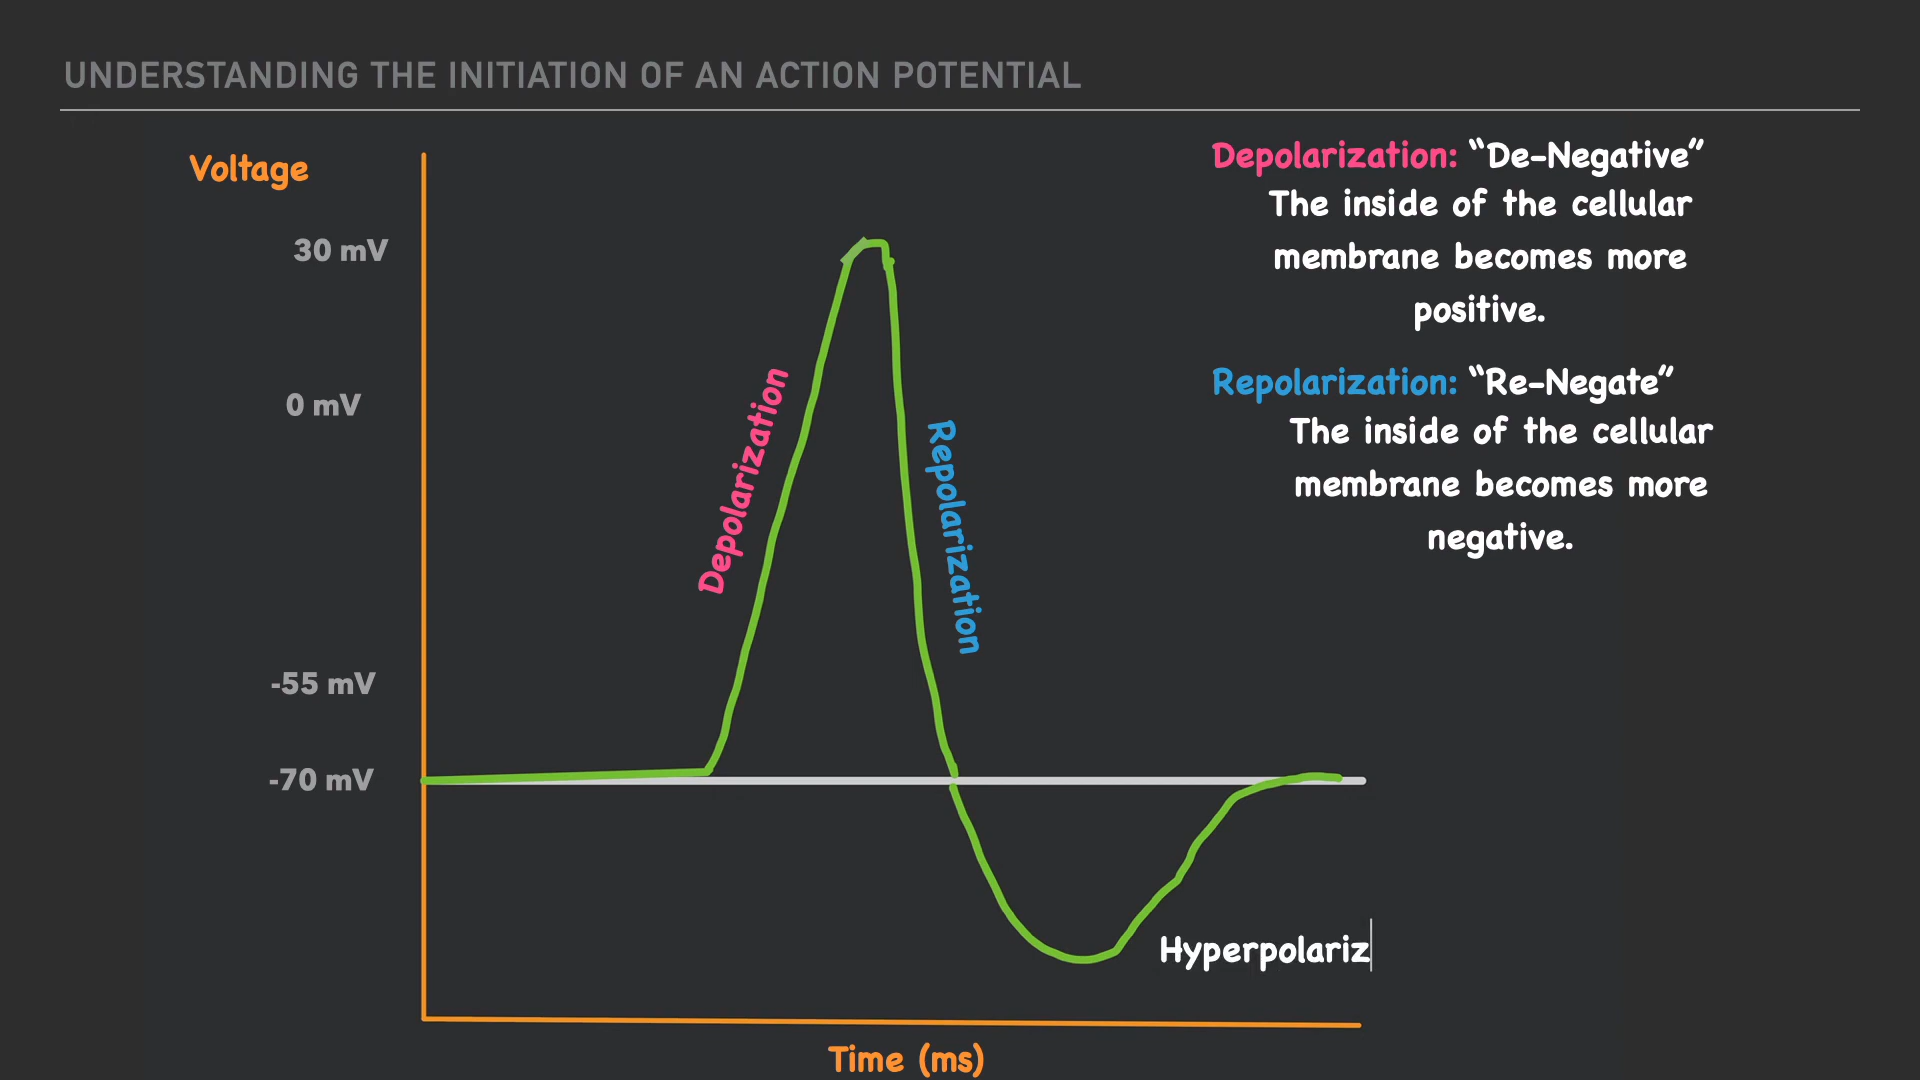 UNDERSTANDING THE INITIATION OF AN ACTION POTENTIAL
Voltage
30 mV
0 mV
-55 mV
-70 mV
Depolarization
Repolarization
Depolarization: “De-Negative”
The inside of the cellular
membrane becomes more
positive.
Repolarization: “Re-Negate”
The inside of the cellular
membrane becomes more
negative.
Hyperpolariz
Time (ms)